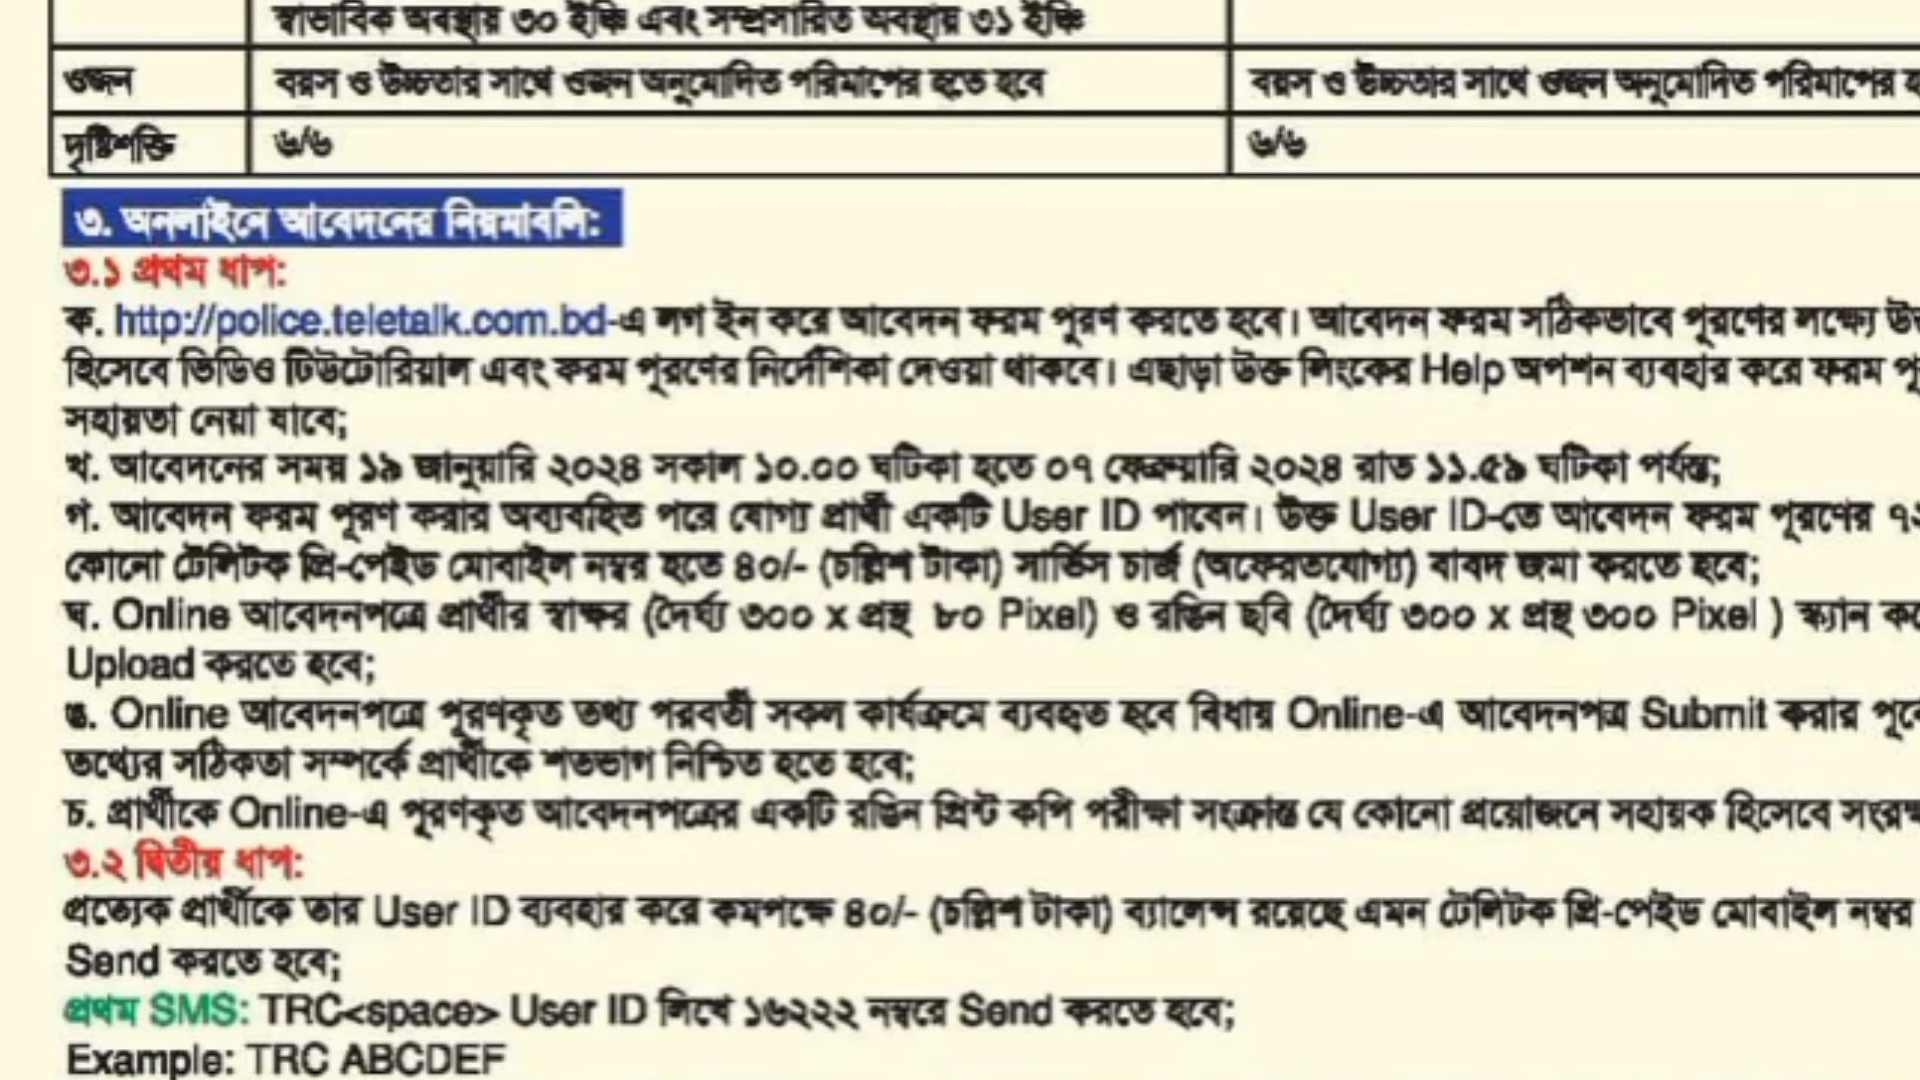 স্বাভাবিক অবস্থায় ৩০ ইঞ্চি এবং সম্প্রসারিত অবস্থায় ৩১ ইঞ্চি
ওজন বয়স ও উচ্চতার সাথে ওজন অনুমোদিত পরিমাপের হতে হবে বয়স ও উচ্চতার সাথে ওজন অনুমোদিত পরিমাপের
দৃষ্টিশক্তি ৬/৬ ৬/৬
৩. অনলাইনে আবেদনের নিয়মাবলি:
৩.১ প্রথম ধাপ:
ক. http://police.teletalk.com.bd-এ লগ ইন করে আবেদন ফরম পূরণ করতে হবে। আবেদন ফরম সঠিকভাবে পূরণের লক্ষ্যে
হিসেবে ভিডিও টিউটোরিয়াল এবং ফরম পূরণের নির্দেশিকা দেওয়া থাকবে। এছাড়া উক্ত লিংকের Help অপশন ব্যবহার করে ফরম
সহায়তা নেয়া যাবে;
খ. আবেদনের সময় ১৯ জানুয়ারি ২০২৪ সকাল ১০.০০ ঘটিকা হতে ০৭ ফেব্রুয়ারি ২০২৪ রাত ১১.৫৯ ঘটিকা পর্যন্ত;
গ. আবেদন ফরম পূরণ করার অব্যবহিত পরে যোগ্য প্রার্থী একটি User ID পাবেন। উক্ত User ID-তে আবেদন ফরম পূরণের
কোনো টেলিটক প্রি-পেইড মোবাইল নম্বর হতে ৪০/- (চল্লিশ টাকা) সার্ভিস চার্জ (অফেরতযোগ্য) বাবদ জমা করতে হবে;
ঘ. Online আবেদনপত্রে প্রার্থীর স্বাক্ষর (দৈর্ঘ্য ৩০০ x প্রস্থ ৮০ Pixel) ও রঙিন ছবি (দৈর্ঘ্য ৩০০ x প্রস্থ ৩০০ Pixel ) স্ক্যান
Upload করতে হবে;
ঙ. Online আবেদনপত্রে পূরণকৃত তথ্য পরবর্তী সকল কার্যক্রমে ব্যবহৃত হবে বিধায় Online-এ আবেদনপত্র Submit করার
তথ্যের সঠিকতা সম্পর্কে প্রার্থীকে শতভাগ নিশ্চিত হতে হবে;
চ. প্রার্থীকে Online-এ পূরণকৃত আবেদনপত্রের একটি রঙিন প্রিন্ট কপি পরীক্ষা সংক্রান্ত যে কোনো প্রয়োজনে সহায়ক হিসেবে
৩.২ দ্বিতীয় ধাপ:
প্রত্যেক প্রার্থীকে তার User ID ব্যবহার করে কমপক্ষে ৪০/- (চল্লিশ টাকা) ব্যালেন্স রয়েছে এমন টেলিটক প্রি-পেইড মোবাইল নম্বর
Send করতে হবে;
প্রথম SMS: TRC<space> User ID লিখে ১৬২২২ নম্বরে Send করতে হবে;
Example: TRC ABCDEF